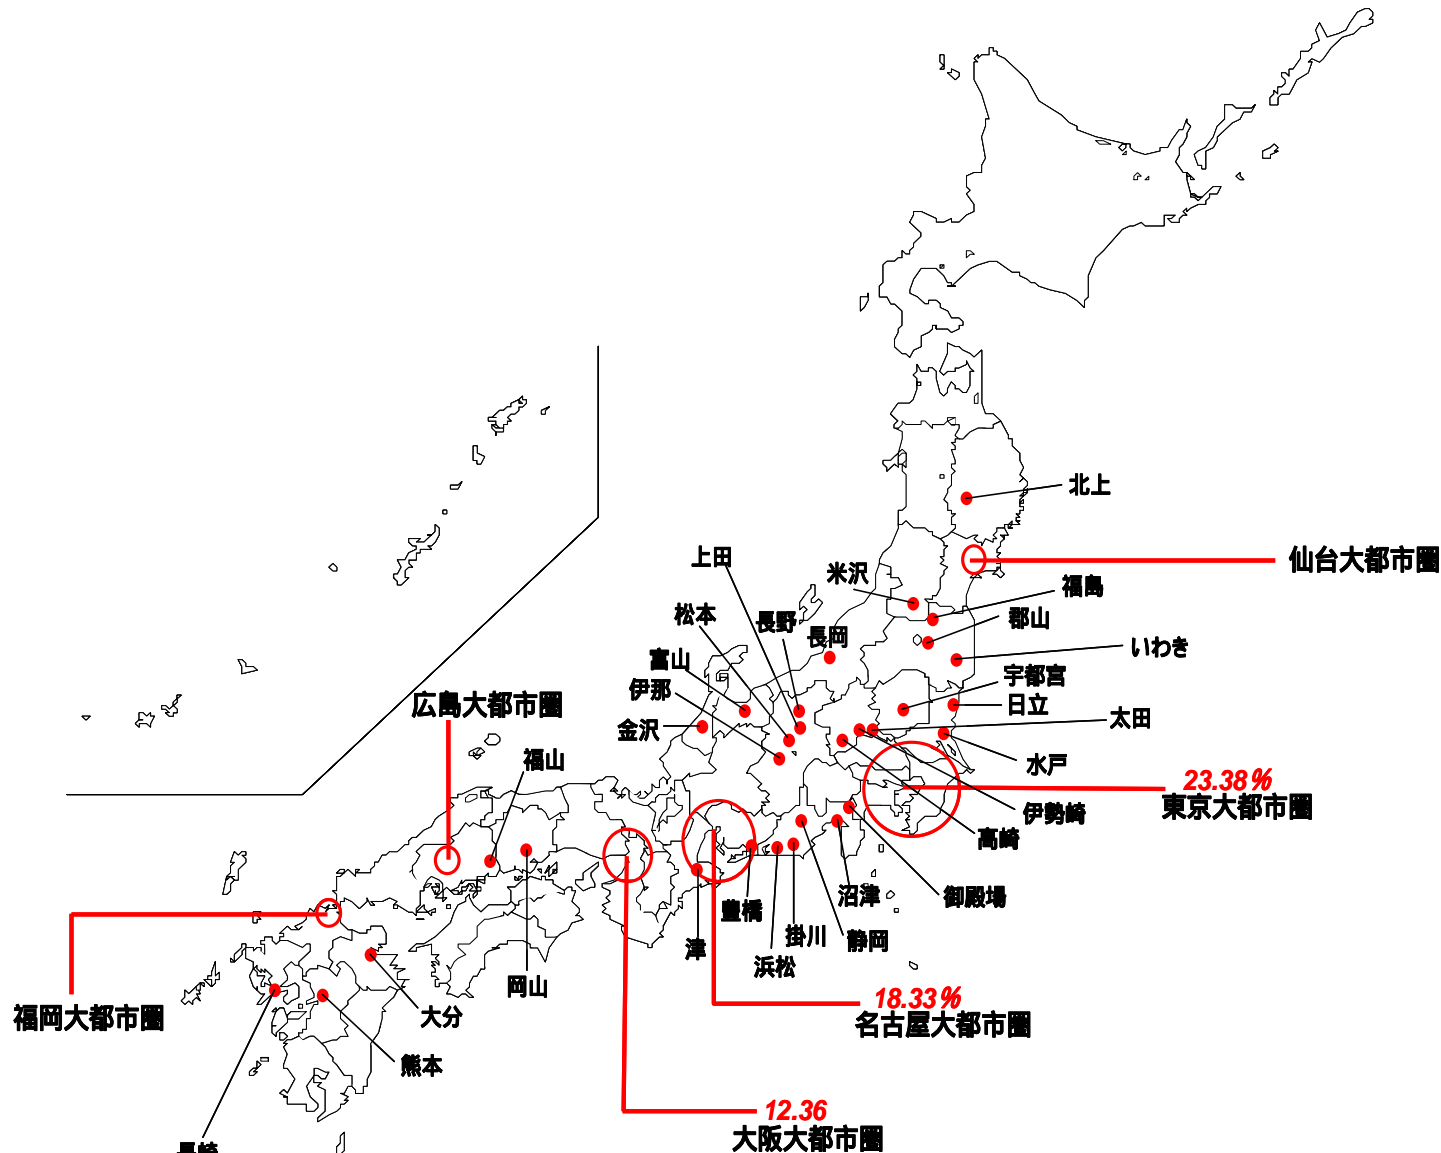 北上
仙台大都市圏
上田
米沢
福島
松本
長野
郡山
長岡
いわき
富山
宇都宮
伊那
日立
広島大都市圏
太田
金沢
福山
水戸
23.38%
東京大都市圏
伊勢崎
高崎
沼津
御殿場
豊橋
掛川
静岡
津
浜松
岡山
18.33%
福岡大都市圏
大分
名古屋大都市圏
熊本
12.36
大阪大都市圏
長崎